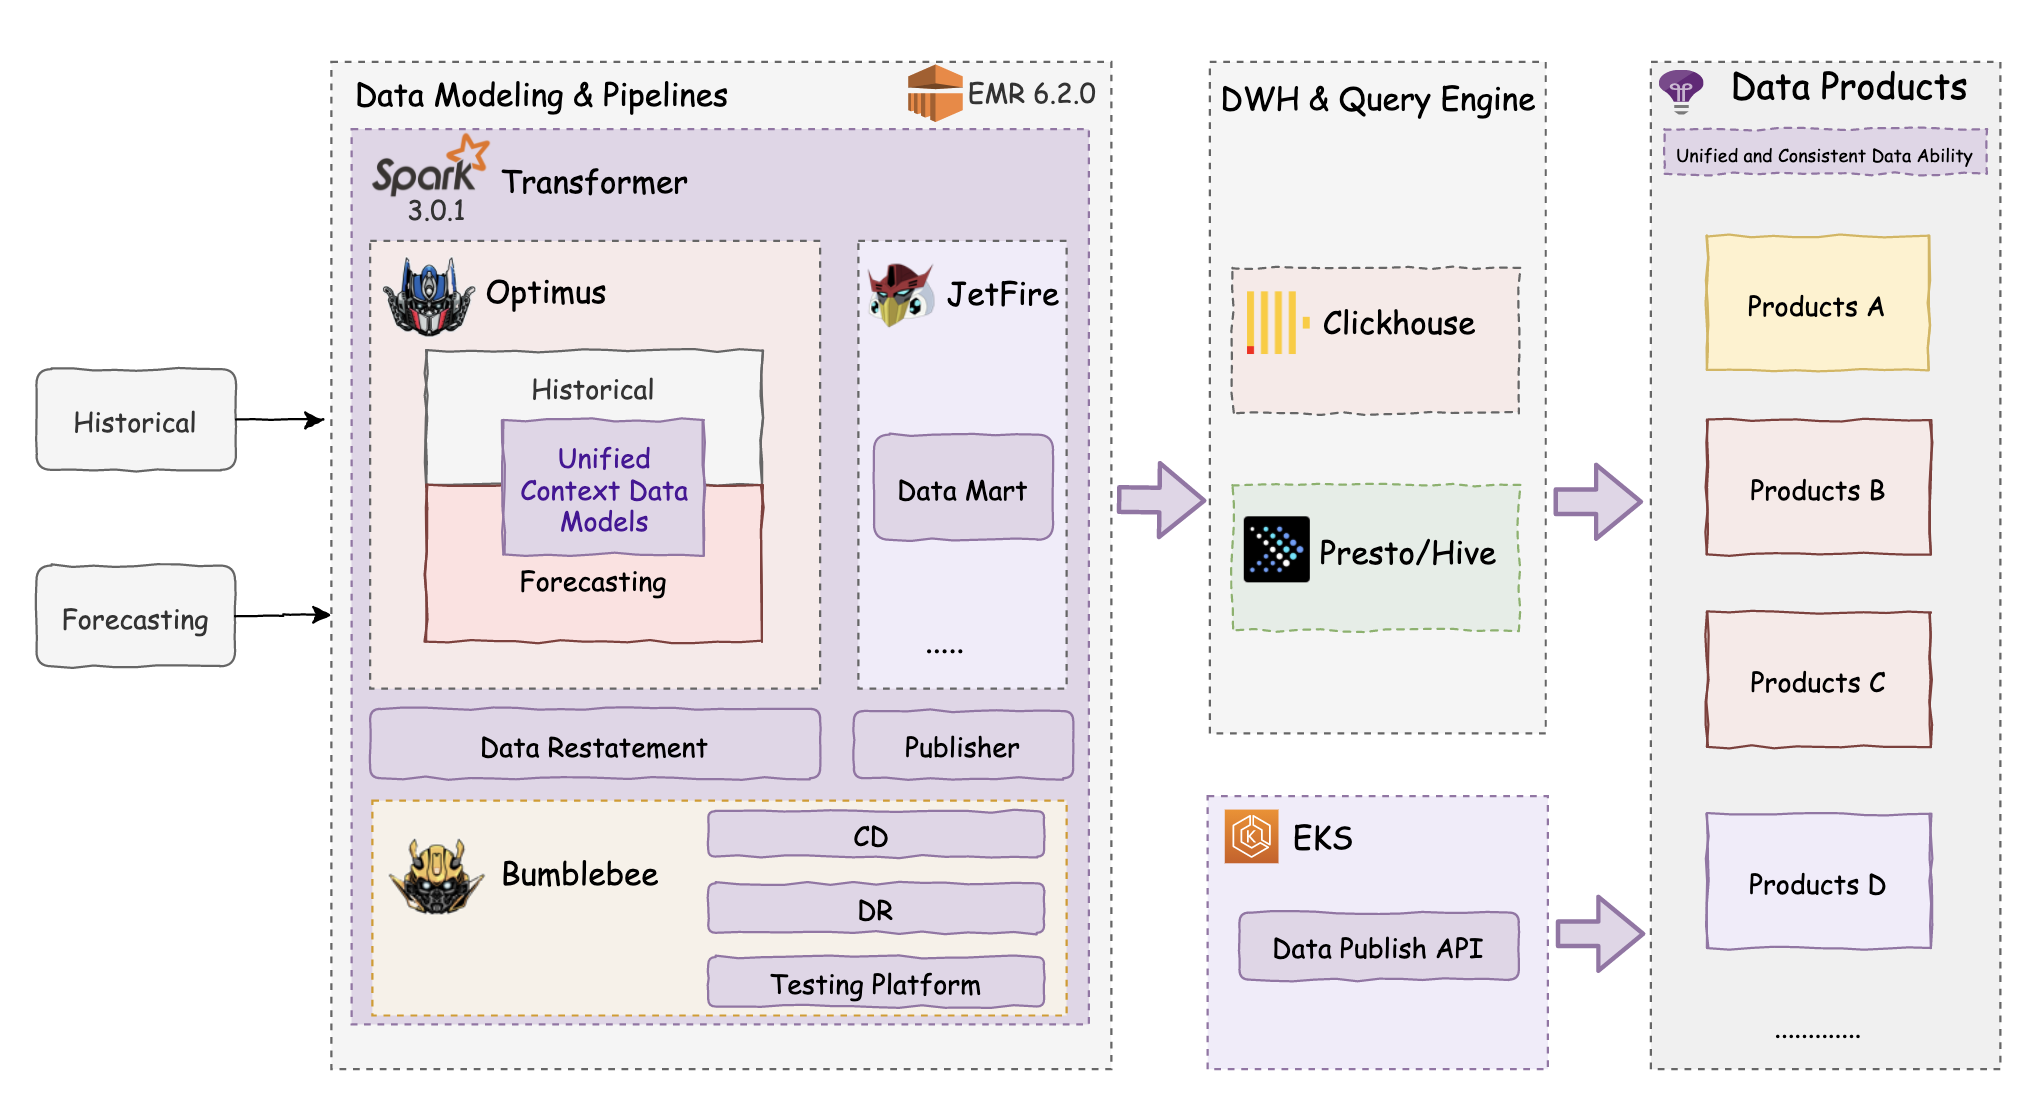 Historical
Forecasting
Data Modeling & Pipelines
EMR 6.2.0
Spark
3.0.1
Transformer
Optimus
Historical
Unified
Context Data
Models
Forecasting
JetFire
Data Mart
.....
Data Restatement
Publisher
Bumblebee
CD
DR
Testing Platform
DWH & Query Engine
Clickhouse
Presto/Hive
K
EKS
Data Publish API
Data Products
Unified and Consistent Data Ability
Products A
Products B
Products C
Products D
.............